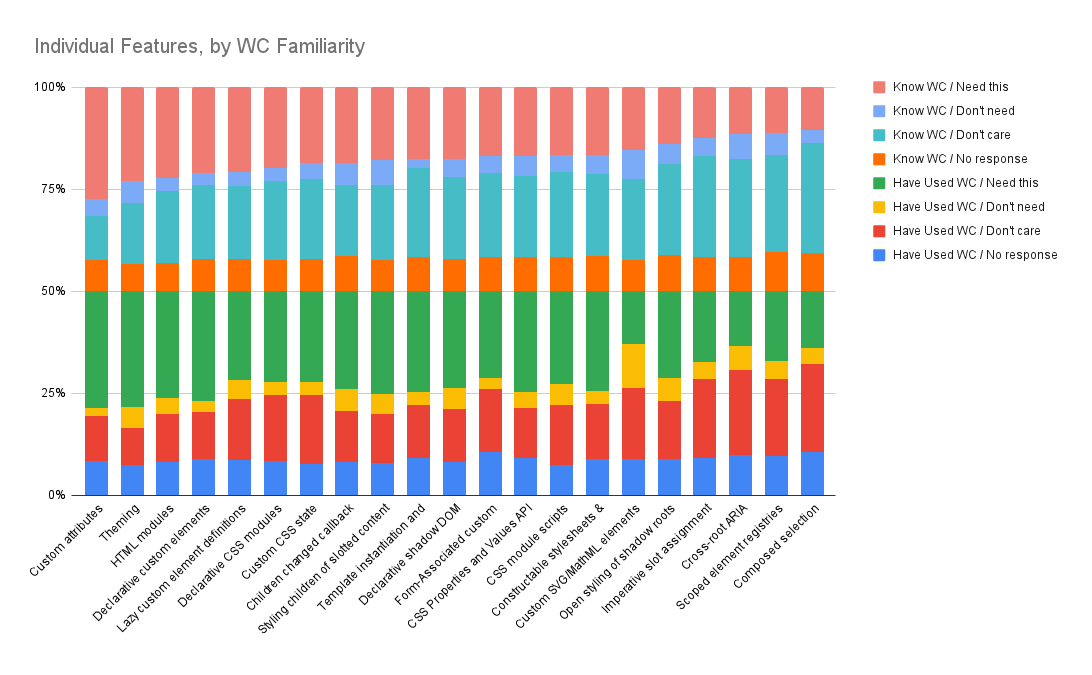 Individual Features, by WC Familiarity
100%
75%
50%
25%
0%
Know WC / Need this
Know WC / Don't need
Know WC / Don't care
Know WC / No response
Have Used WC / Need this
Have Used WC / Don't need
Have Used WC / Don't care
Have Used WC / No response
Custom attributes
Theming
HTML modules
Declarative custom elements
Lazy custom element definitions
Declarative CSS modules
Custom CSS state
Children changed callback
Styling children of slotted content
Template instantiation and
Declarative shadow DOM
Form-Associated custom
CSS Properties and Values API
CSS module scripts
Constructable stylesheets &
Custom SVG/MathML elements
Open styling of shadow roots
Imperative slot assignment
Cross-root ARIA
Scoped element registries
Composed selection